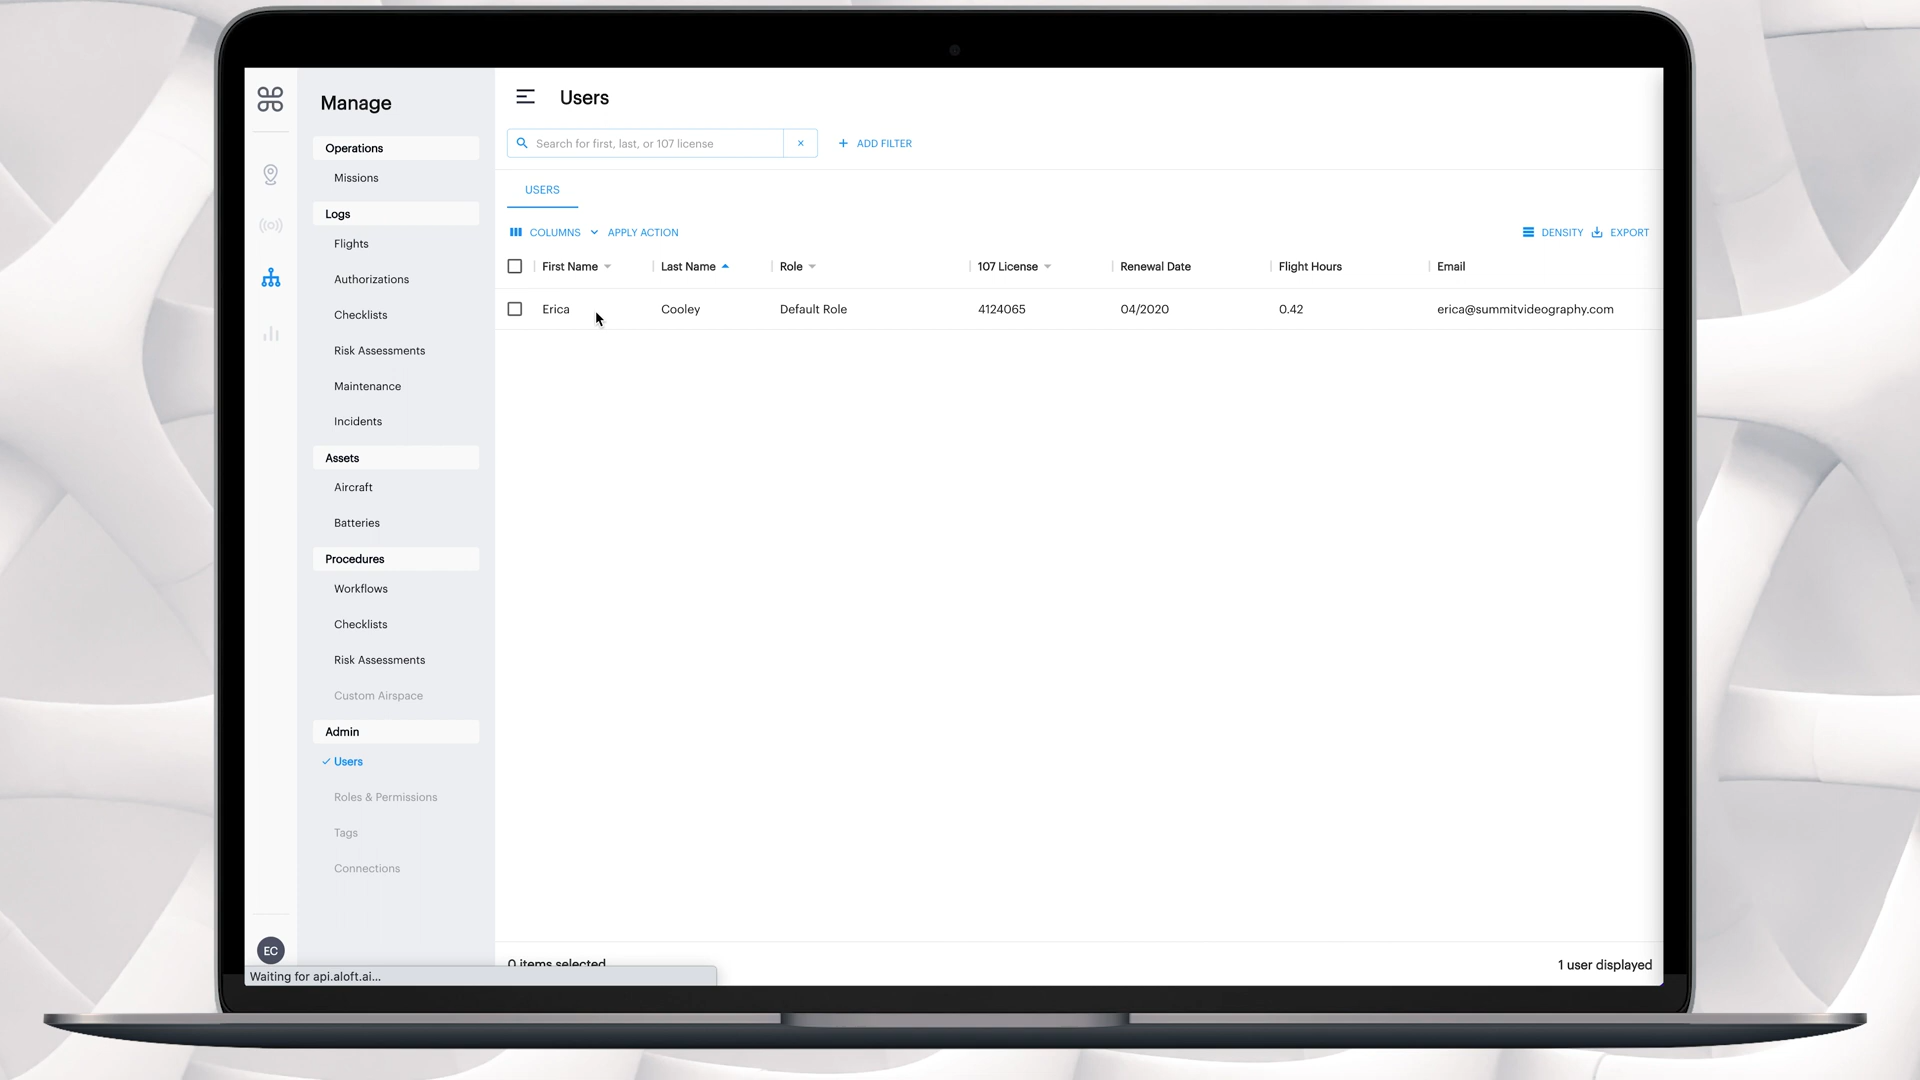 Manage
Operations
Missions
Logs
Flights
Authorizations
Checklists
Risk Assessments
Maintenance
Incidents
Assets
Aircraft
Batteries
Procedures
Workflows
Checklists
Risk Assessments
Custom Airspace
Admin
Users
Roles & Permissions
Tags
Connections
EC
Waiting for api.aloft.ai...
Users
Search for first, last, or 107 license × + ADD FILTER
USERS
COLUMNS APPLY ACTION DENSITY EXPORT
First Name Last Name Role 107 License Renewal Date Flight Hours Email
Erica Cooley Default Role 4124065 04/2020 0.42 erica@summitvideography.com
0 items selected 1 user displayed